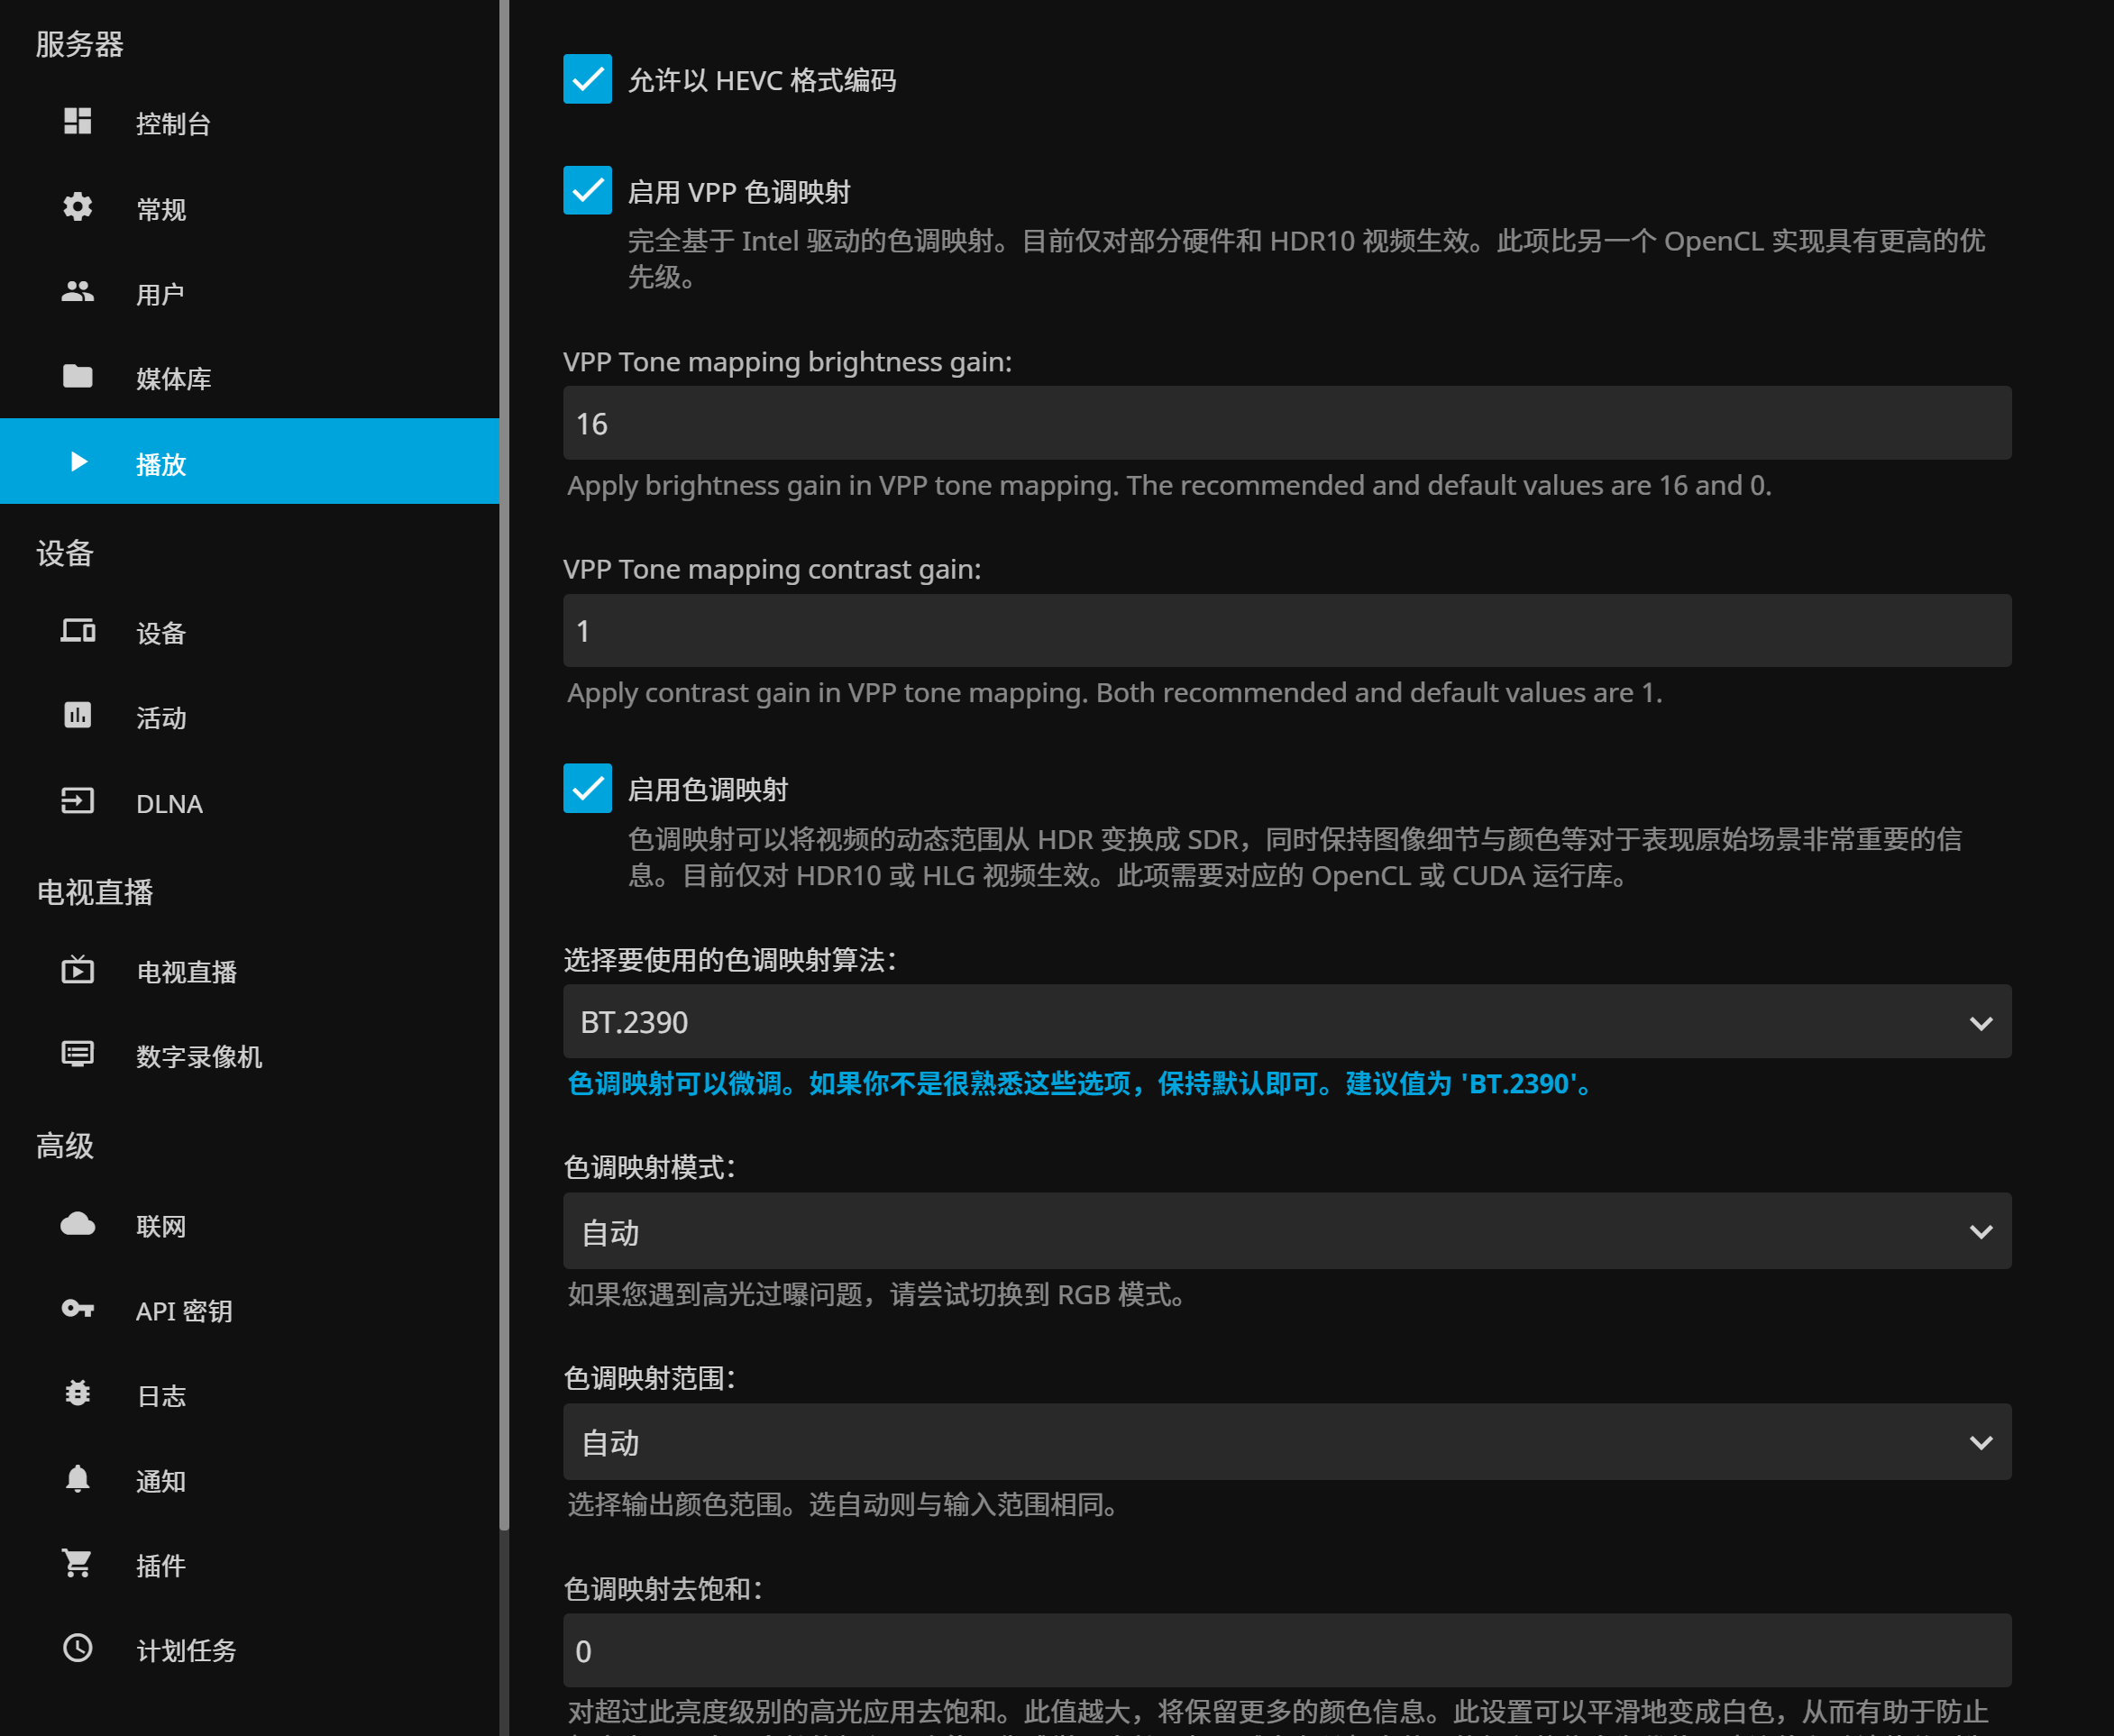 服务器
控制台
常规
用户
媒体库
播放
设备
设备
活动
DLNA
电视直播
电视直播
数字录像机
高级
联网
API 密钥
日志
通知
插件
计划任务
允许以 HEVC 格式编码
启用 VPP 色调映射
完全基于 Intel 驱动的色调映射。目前仅对部分硬件和 HDR10 视频生效。此项比另一个 OpenCL 实现具有更高的优
先级。
VPP Tone mapping brightness gain:
16
Apply brightness gain in VPP tone mapping. The recommended and default values are 16 and 0.
VPP Tone mapping contrast gain:
1
Apply contrast gain in VPP tone mapping. Both recommended and default values are 1.
启用色调映射
色调映射可以将视频的动态范围从 HDR 变换成 SDR，同时保持图像细节与颜色等对于表现原始场景非常重要的信
息。目前仅对 HDR10 或 HLG 视频生效。此项需要对应的 OpenCL 或 CUDA 运行库。
选择要使用的色调映射算法：
BT.2390
色调映射可以微调。如果你不是很熟悉这些选项，保持默认即可。建议值为 'BT.2390'。
色调映射模式：
自动
如果您遇到高光过曝问题，请尝试切换到 RGB 模式。
色调映射范围：
自动
选择输出颜色范围。选自动则与输入范围相同。
色调映射去饱和：
0
对超过此亮度级别的高光应用去饱和。此值越大，将保留更多的颜色信息。此设置可以平滑地变成白色，从而有助于防止